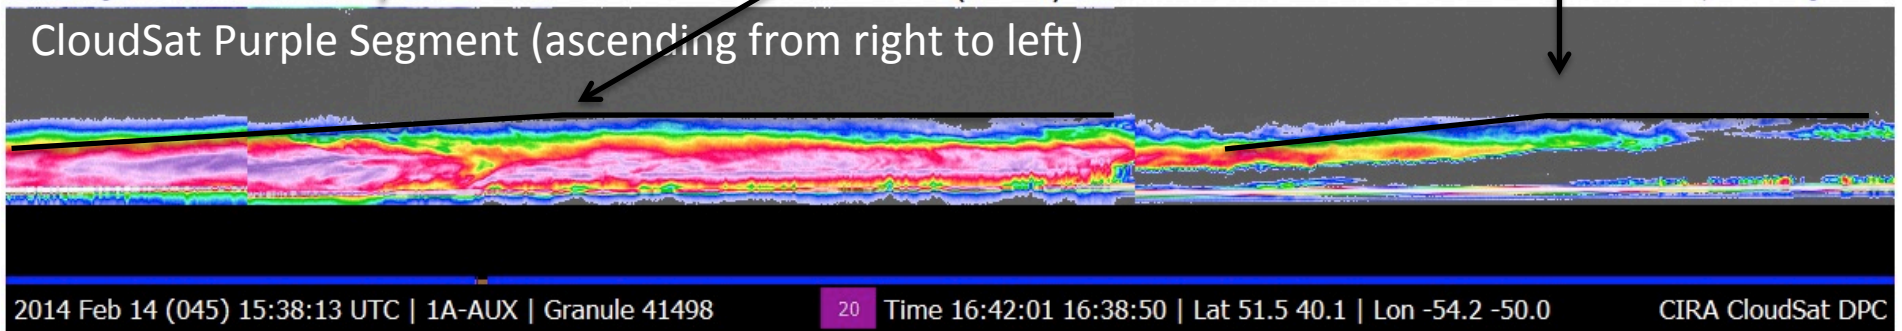 CloudSat Purple Segment (ascending from right to left)
2014 Feb 14 (045) 15:38:13 UTC | 1A-AUX | Granule 41498 20 Time 16:42:01 16:38:50 | Lat 51.5 40.1 | Lon -54.2 -50.0 CIRA CloudSat DPC